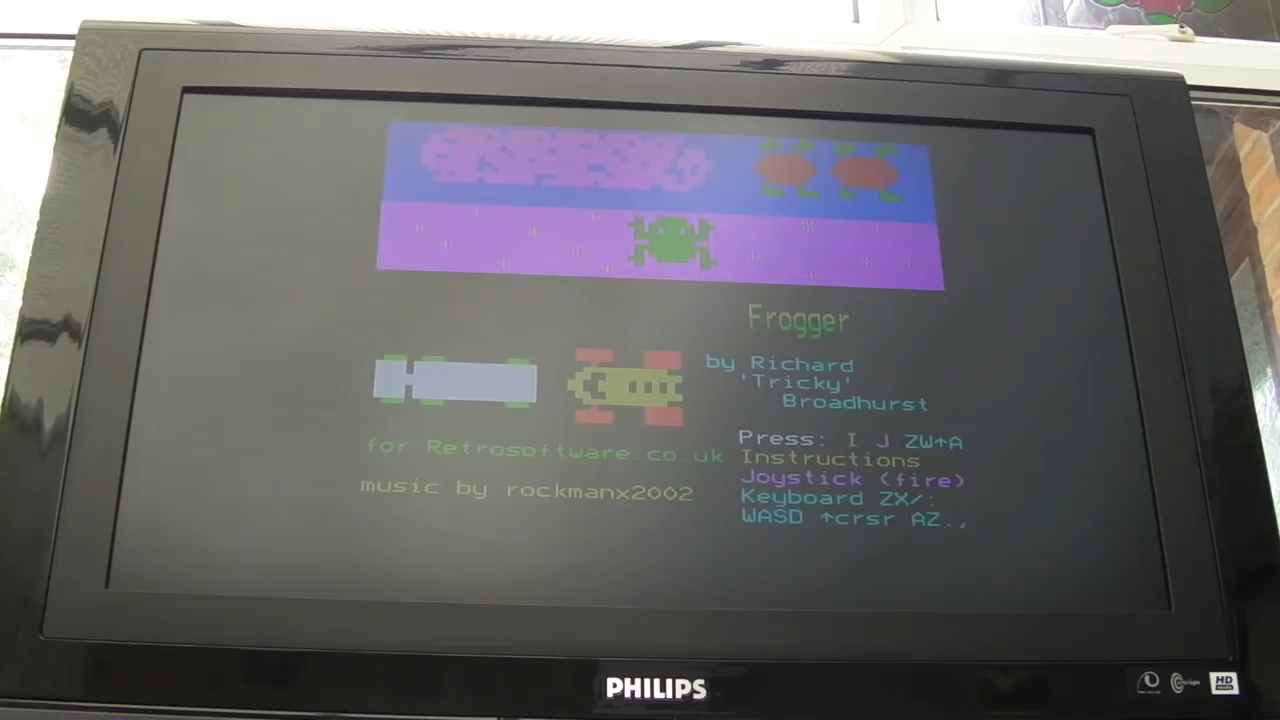 Frogger
by Richard
'Tricky'
Broadhurst
for Retrosoftware.co.uk
music by rockmanx2002
Press: I J ZW↑A
Instructions
Joystick (fire)
Keyboard ZX/:
WASD ↑crsr AZ.,
PHILIPS
HD